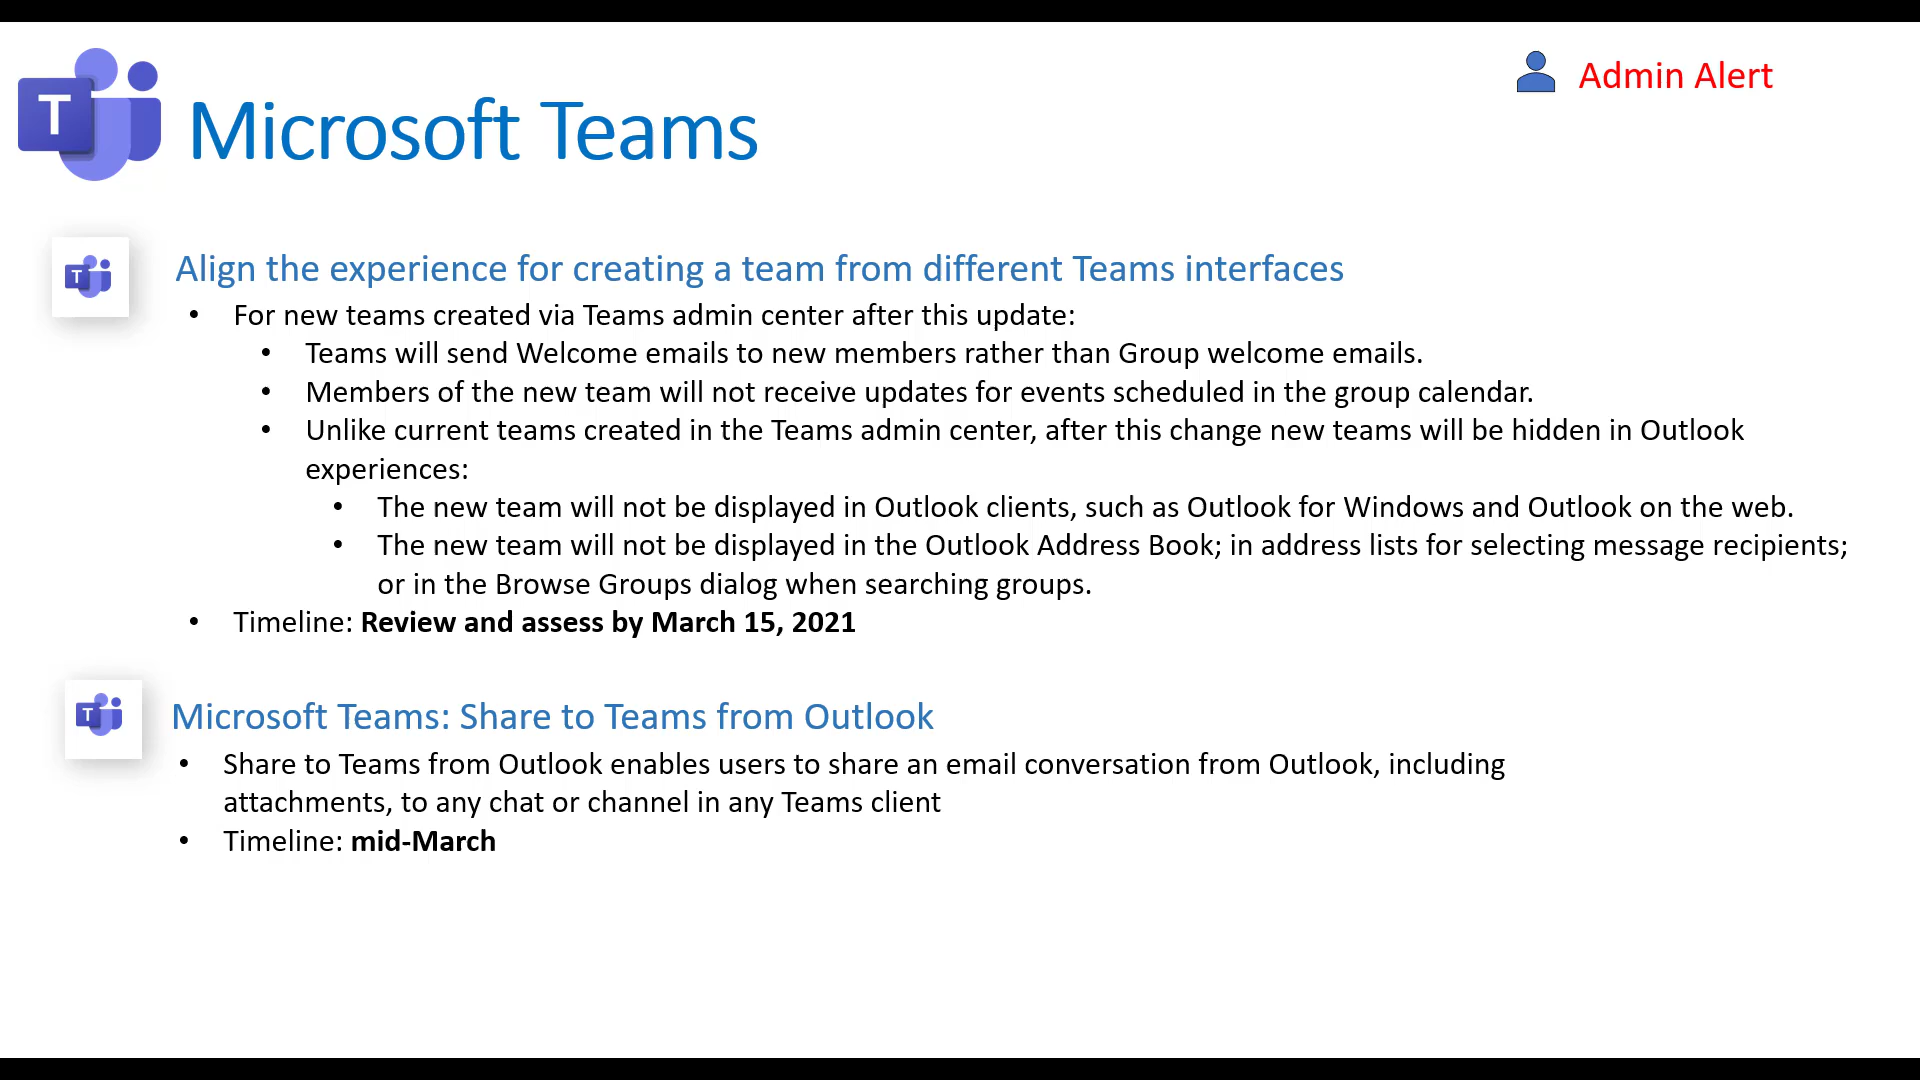 Admin Alert
T
Microsoft Teams
T
Align the experience for creating a team from different Teams interfaces
• For new teams created via Teams admin center after this update:
• Teams will send Welcome emails to new members rather than Group welcome emails.
• Members of the new team will not receive updates for events scheduled in the group calendar.
• Unlike current teams created in the Teams admin center, after this change new teams will be hidden in Outlook
experiences:
• The new team will not be displayed in Outlook clients, such as Outlook for Windows and Outlook on the web.
• The new team will not be displayed in the Outlook Address Book; in address lists for selecting message recipients;
or in the Browse Groups dialog when searching groups.
• Timeline: Review and assess by March 15, 2021
T
Microsoft Teams: Share to Teams from Outlook
• Share to Teams from Outlook enables users to share an email conversation from Outlook, including
attachments, to any chat or channel in any Teams client
• Timeline: mid-March